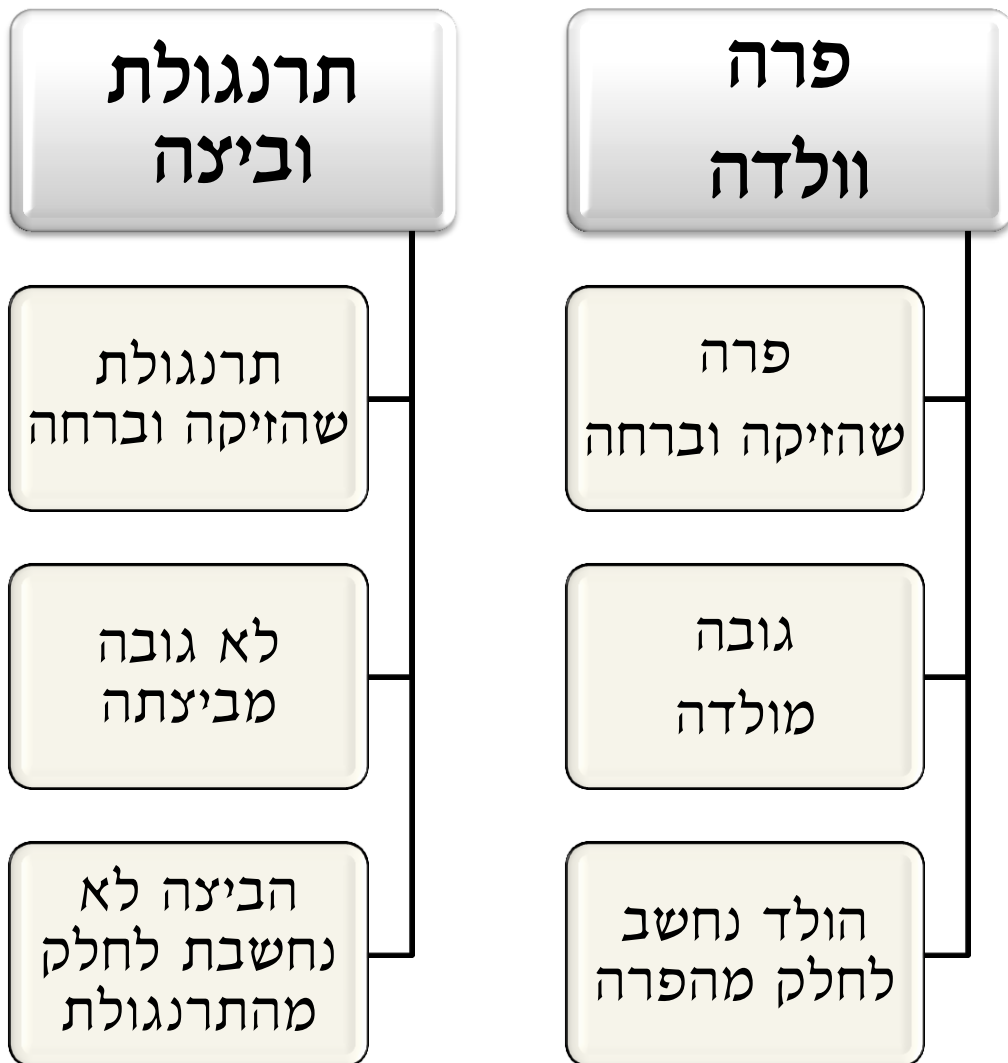 פרה
וולדה
פרה
שהזיקה וברחה
גובה
מולדה
הולד נחשב
לחלק מהפרה
תרנגולת
וביצה
תרנגולת
שהזיקה וברחה
לא גובה
מביצתה
הביצה לא
נחשבת לחלק
מהתרנגולת